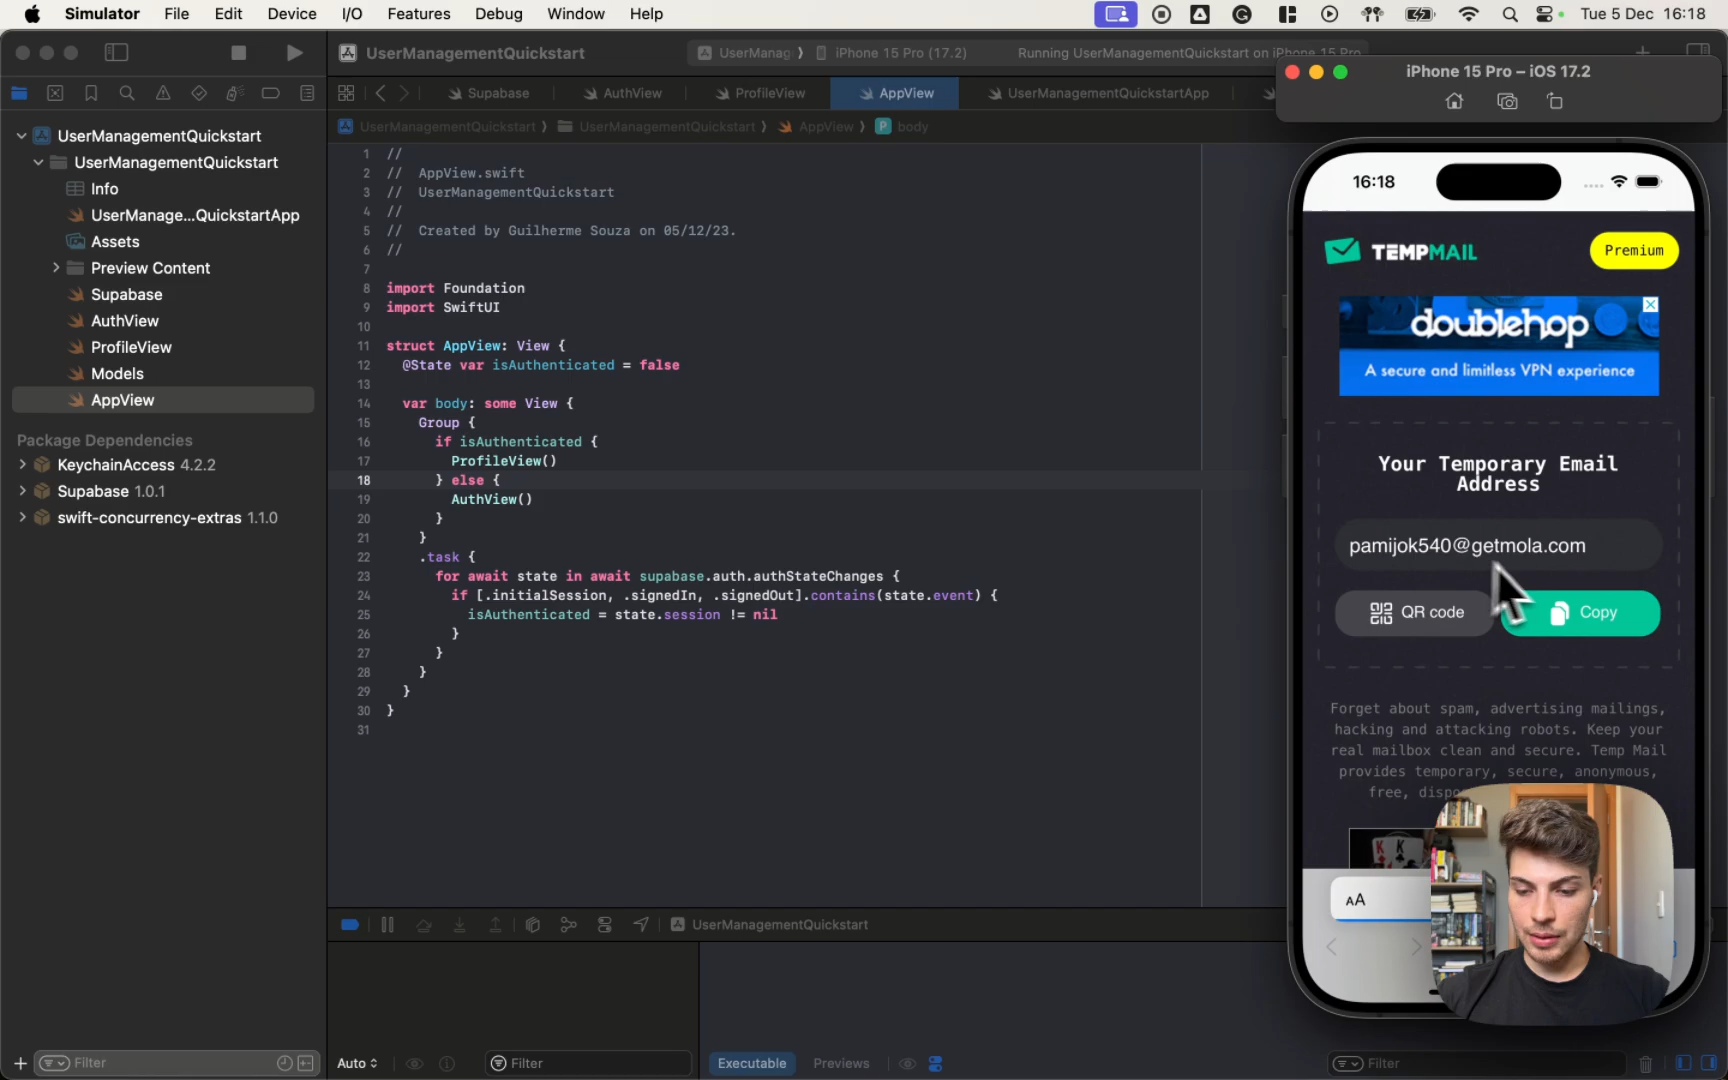 Simulator File Edit Device I/O Features Debug Window Help Tue 5 Dec 16:18
UserManagementQuickstart UserManag iPhone 15 Pro (17.2) Running UserManagementQuickstart on iPhone 15 Pro
Supabase AuthView ProfileView AppView UserManagementQuickstartApp
UserManagementQuickstart UserManagementQuickstart AppView P body
UserManagementQuickstart
UserManagementQuickstart
Info
UserManage...QuickstartApp
Assets
Preview Content
Supabase
AuthView
ProfileView
Models
AppView
Package Dependencies
KeychainAccess 4.2.2
Supabase 1.0.1
swift-concurrency-extras 1.1.0
Filter
1 //
2 // AppView.swift
3 // UserManagementQuickstart
4 //
5 // Created by Guilherme Souza on 05/12/23.
6 //
7
8 import Foundation
9 import SwiftUI
10
11 struct AppView: View {
12 @State var isAuthenticated = false
13
14 var body: some View {
15 Group {
16 if isAuthenticated {
17 ProfileView()
18 } else {
19 AuthView()
20 }
21 }
22 .task {
23 for await state in await supabase.auth.authStateChanges {
24 if [.initialSession, .signedIn, .signedOut].contains(state.event) {
25 isAuthenticated = state.session != nil
26 }
27 }
28 }
29 }
30 }
31
UserManagementQuickstart
Auto Filter Executable Previews Filter
iPhone 15 Pro – iOS 17.2
16:18
TEMPMAIL Premium
doublehop
A secure and limitless VPN experience
Your Temporary Email
Address
pamijok540@getmola.com
QR code Copy
Forget about spam, advertising mailings,
hacking and attacking robots. Keep your
real mailbox clean and secure. Temp Mail
provides temporary, secure, anonymous,
free,
K K
AA